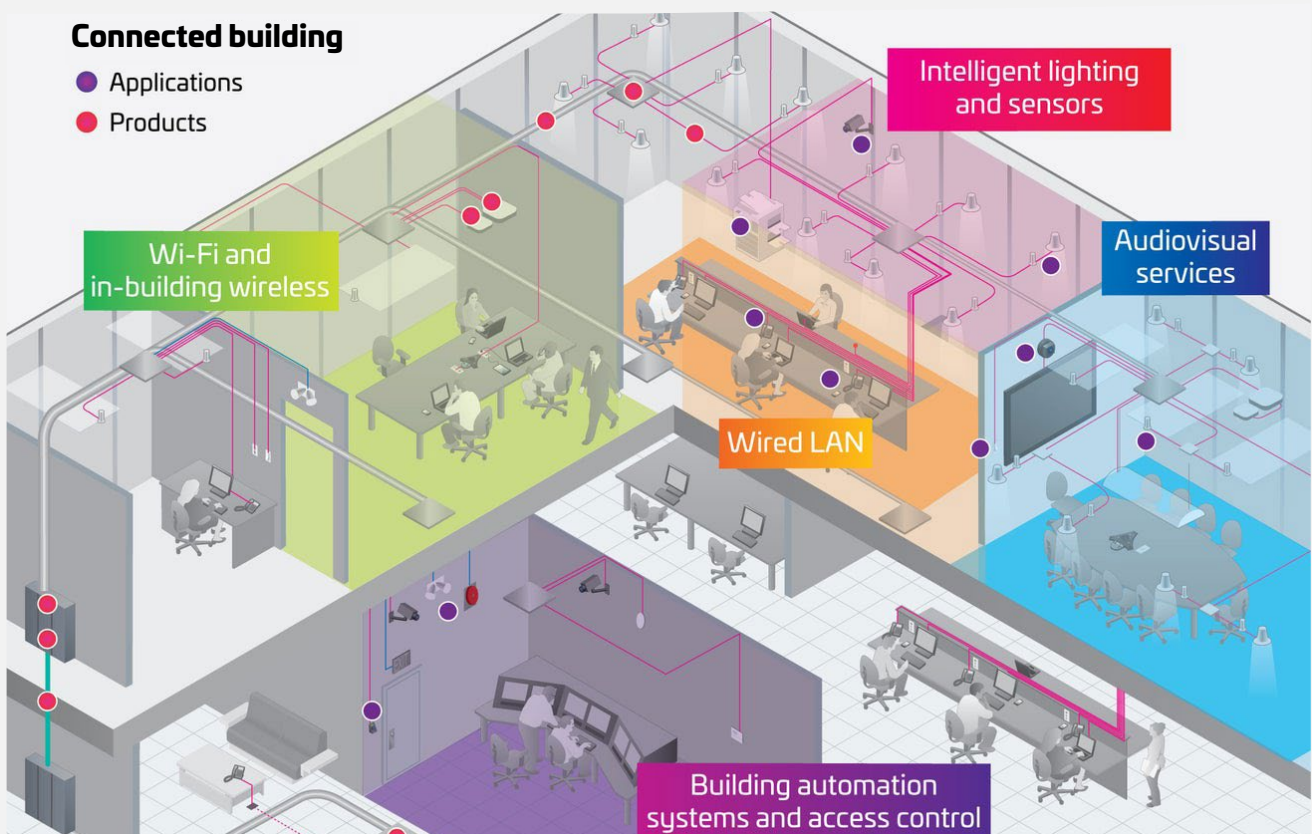 Connected building
Applications
Products
Intelligent lighting
and sensors
Wi-Fi and
in-building wireless
Audiovisual
services
Wired LAN
Building automation
systems and access control